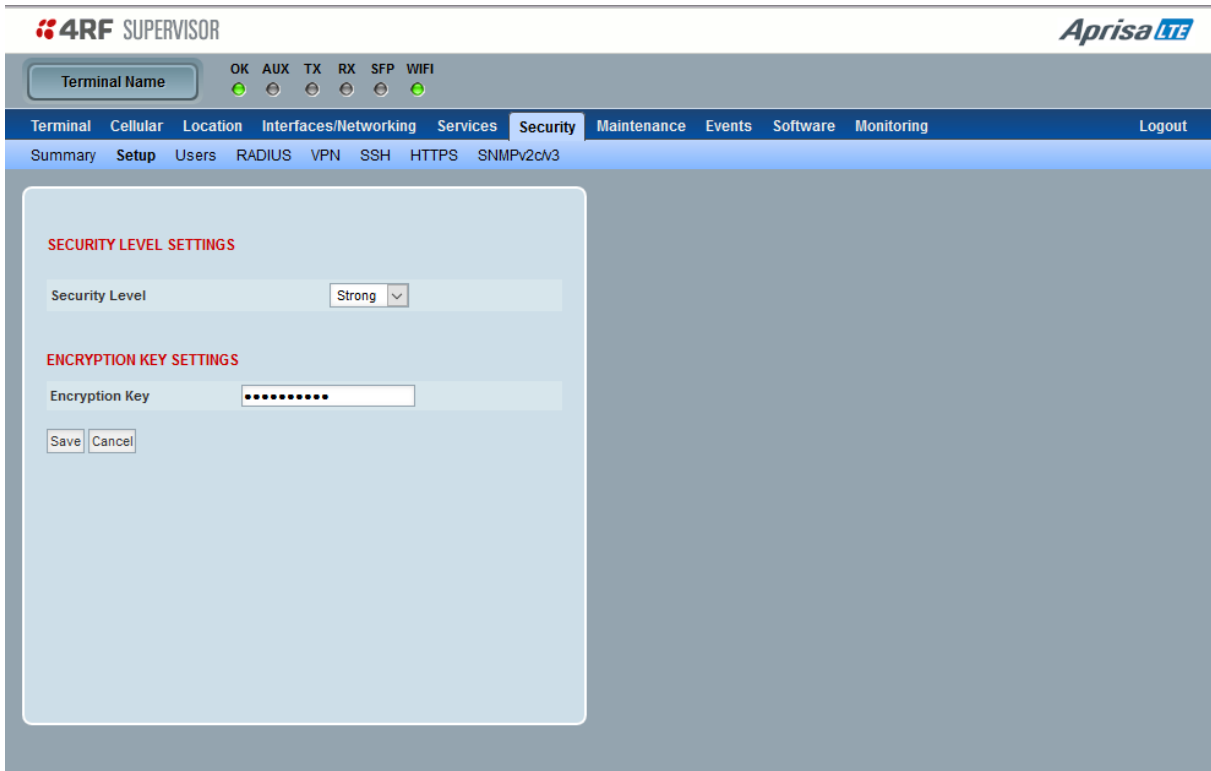 4RF SUPERVISOR
Aprisa LTE
Terminal Name
OK AUX TX RX SFP WIFI
Terminal Cellular Location Interfaces/Networking Services Security Maintenance Events Software Monitoring Logout
Summary Setup Users RADIUS VPN SSH HTTPS SNMPv2c/v3
SECURITY LEVEL SETTINGS
Security Level Strong
ENCRYPTION KEY SETTINGS
Encryption Key ••••••••••
Save Cancel